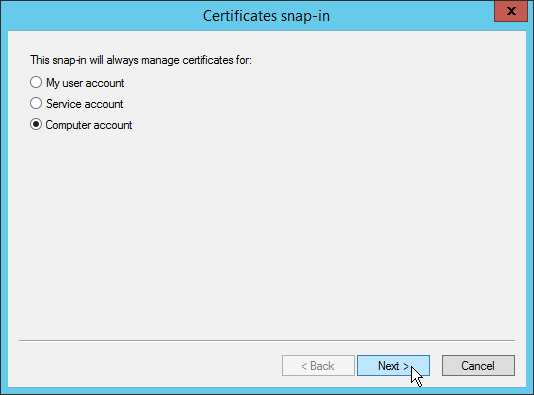 Certificates snap-in
x
This snap-in will always manage certificates for:
My user account
Service account
Computer account
< Back
Next >
Cancel